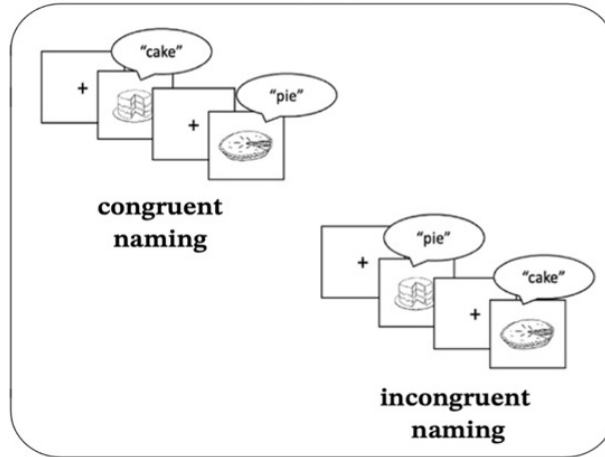 “cake”
+
“pie”
+
congruent
naming
“pie”
+
“cake”
+
incongruent
naming